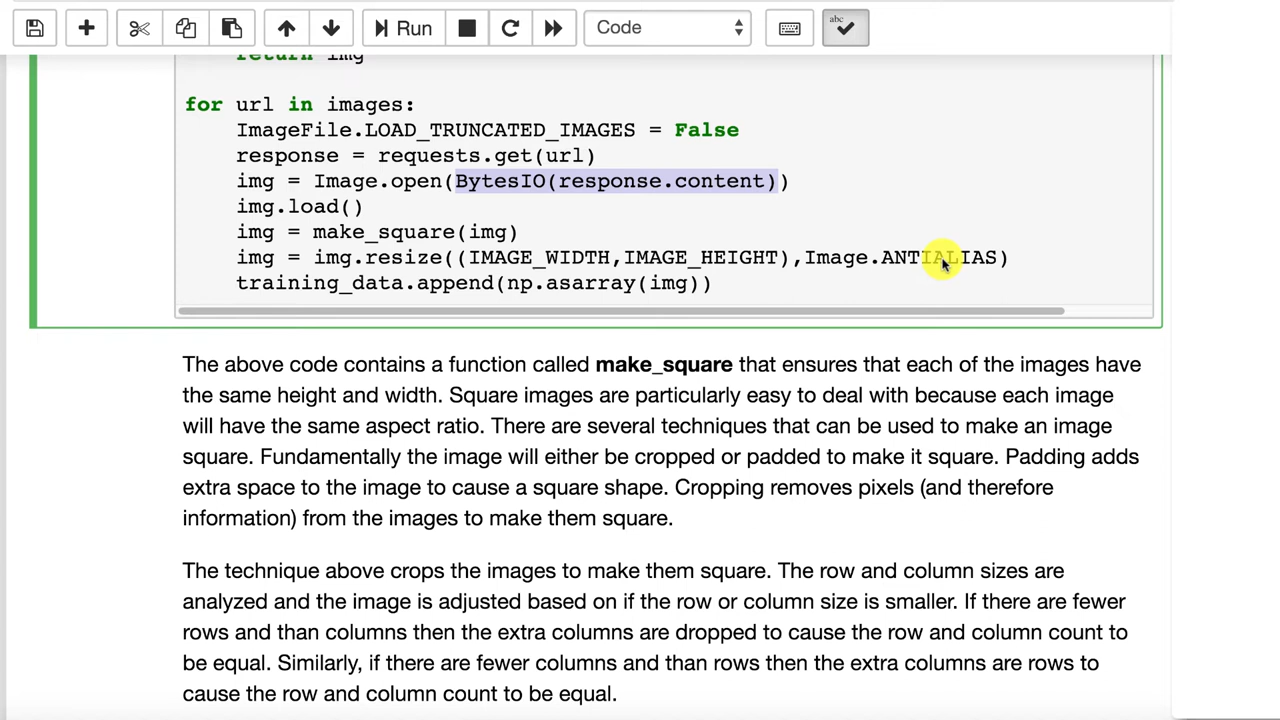 Run
Code
abc
return img
for url in images:
ImageFile.LOAD_TRUNCATED_IMAGES = False
response = requests.get(url)
img = Image.open(BytesIO(response.content))
img.load()
img = make_square(img)
img = img.resize((IMAGE_WIDTH,IMAGE_HEIGHT),Image.ANTIALIAS)
training_data.append(np.asarray(img))
The above code contains a function called make_square that ensures that each of the images have
the same height and width. Square images are particularly easy to deal with because each image
will have the same aspect ratio. There are several techniques that can be used to make an image
square. Fundamentally the image will either be cropped or padded to make it square. Padding adds
extra space to the image to cause a square shape. Cropping removes pixels (and therefore
information) from the images to make them square.
The technique above crops the images to make them square. The row and column sizes are
analyzed and the image is adjusted based on if the row or column size is smaller. If there are fewer
rows and than columns then the extra columns are dropped to cause the row and column count to
be equal. Similarly, if there are fewer columns and than rows then the extra columns are rows to
cause the row and column count to be equal.